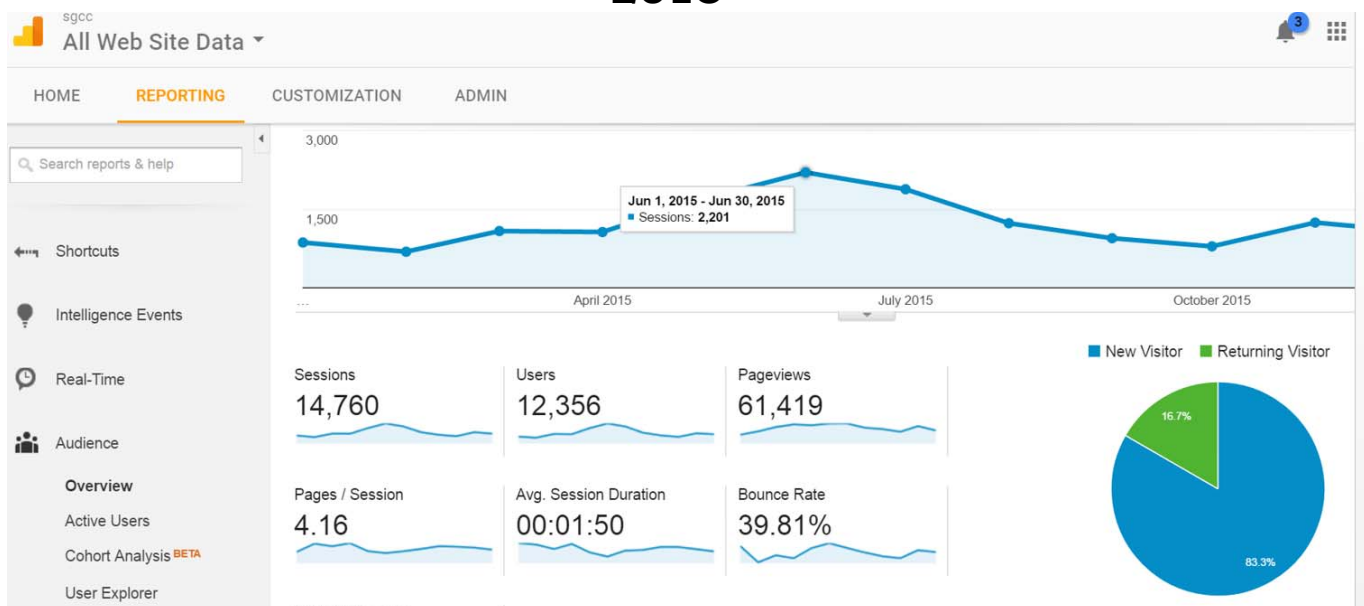 sgcc
All Web Site Data
3
HOME REPORTING CUSTOMIZATION ADMIN
Search reports & help
Shortcuts
Intelligence Events
Real-Time
Audience
Overview
Active Users
Cohort Analysis BETA
User Explorer
3,000
1,500
Jun 1, 2015 - Jun 30, 2015
Sessions: 2,201
... April 2015 July 2015 October 2015
New Visitor Returning Visitor
16.7%
83.3%
Sessions Users Pageviews
14,760 12,356 61,419
Pages / Session Avg. Session Duration Bounce Rate
4.16 00:01:50 39.81%